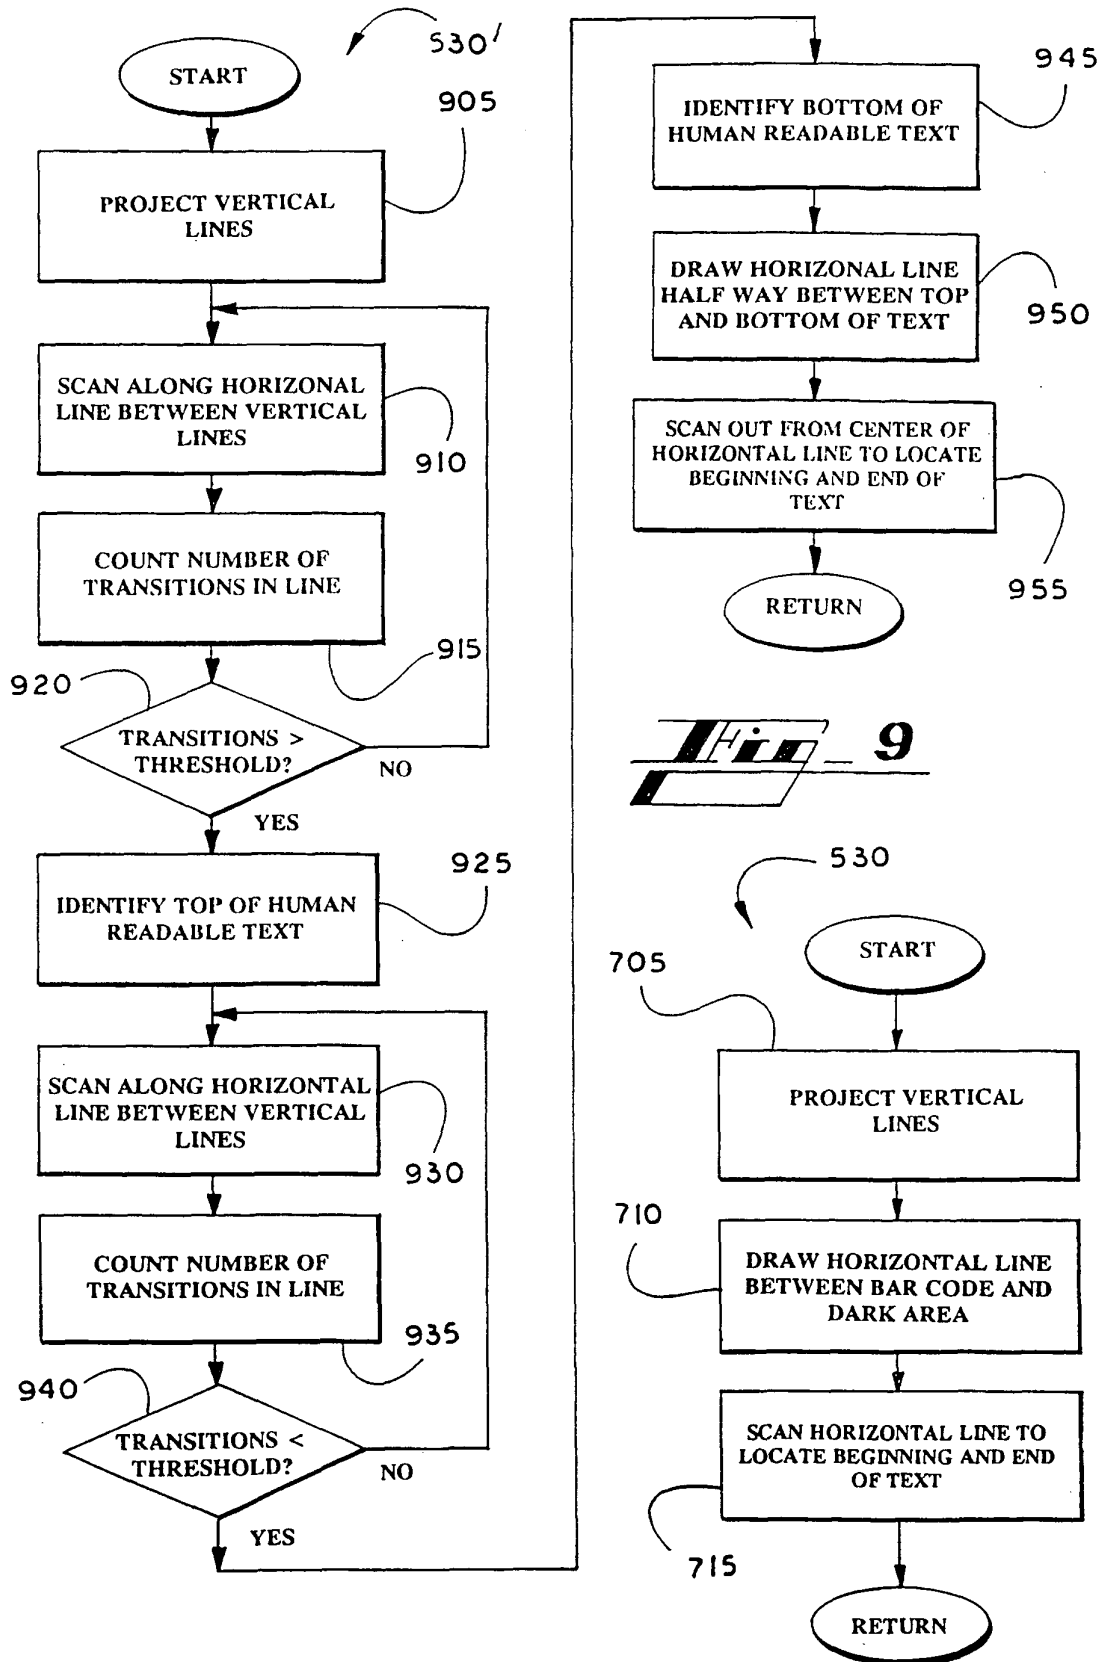 530'
START
905
PROJECT VERTICAL
LINES
SCAN ALONG HORIZONAL
LINE BETWEEN VERTICAL
LINES
910
COUNT NUMBER OF
TRANSITIONS IN LINE
915
920
TRANSITIONS >
THRESHOLD?
NO
YES
925
IDENTIFY TOP OF HUMAN
READABLE TEXT
SCAN ALONG HORIZONTAL
LINE BETWEEN VERTICAL
LINES
930
COUNT NUMBER OF
TRANSITIONS IN LINE
935
940
TRANSITIONS <
THRESHOLD?
NO
YES
945
IDENTIFY BOTTOM OF
HUMAN READABLE TEXT
DRAW HORIZONAL LINE
HALF WAY BETWEEN TOP
AND BOTTOM OF TEXT
950
SCAN OUT FROM CENTER OF
HORIZONTAL LINE TO LOCATE
BEGINNING AND END OF
TEXT
955
RETURN
Fig 9
530
START
705
PROJECT VERTICAL
LINES
710
DRAW HORIZONTAL LINE
BETWEEN BAR CODE AND
DARK AREA
SCAN HORIZONTAL LINE TO
LOCATE BEGINNING AND END
OF TEXT
715
RETURN